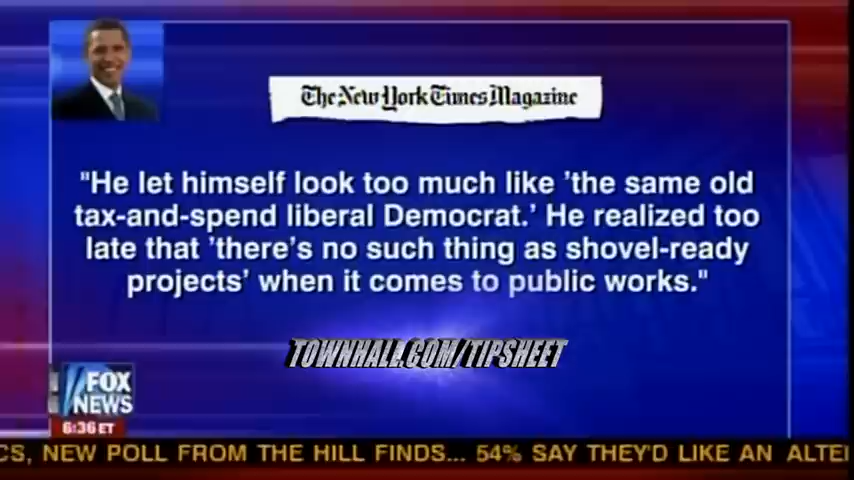 The New York Times Magazine
"He let himself look too much like 'the same old
tax-and-spend liberal Democrat.' He realized too
late that 'there's no such thing as shovel-ready
projects' when it comes to public works."
TOWNHALL.COM/TIPSHEET
FOX
NEWS
6:36 ET
CS, NEW POLL FROM THE HILL FINDS... 54% SAY THEY'D LIKE AN ALTE